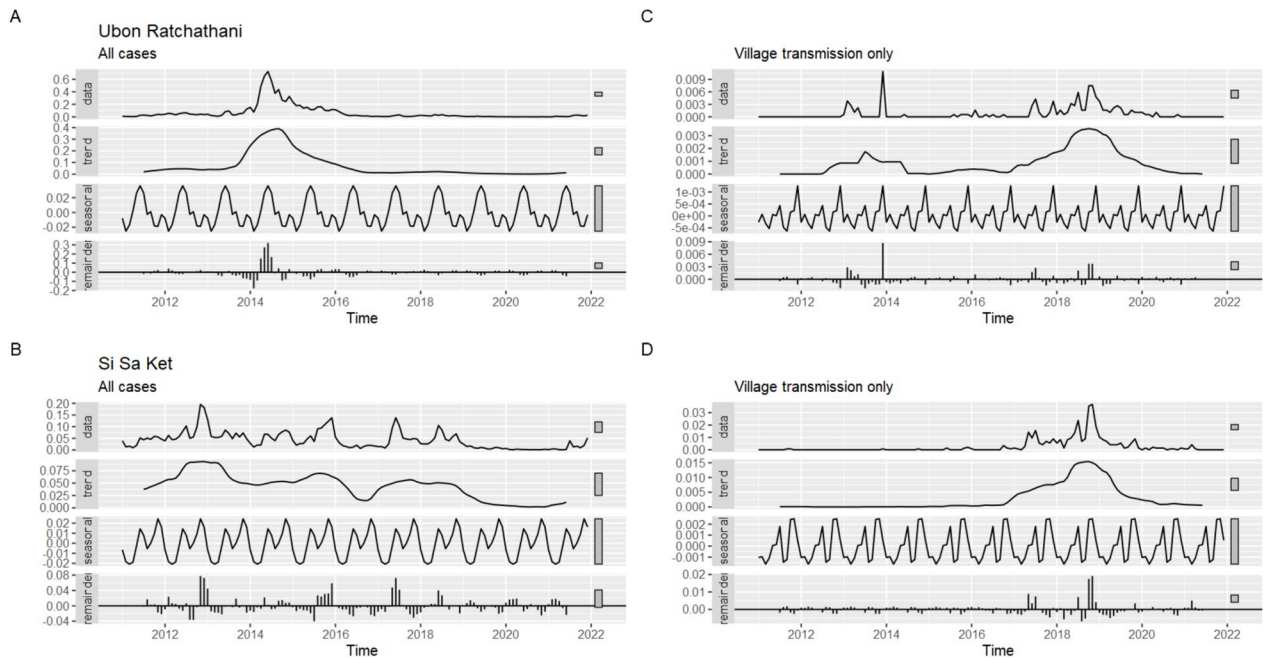 A
Ubon Ratchathani
All cases
data
0.6
0.4
0.2
0.0
trend
0.4
0.3
0.2
0.1
0.0
seasonal
0.02
0.00
-0.02
remainder
0.3
0.2
0.1
0.0
-0.1
-0.2
2012 2014 2016 2018 2020 2022
Time
C
Village transmission only
data
0.009
0.006
0.003
0.000
trend
0.003
0.002
0.001
0.000
seasonal
1e-03
5e-04
0e+00
-5e-04
remainder
0.009
0.006
0.003
0.000
2012 2014 2016 2018 2020 2022
Time
B
Si Sa Ket
All cases
data
0.20
0.15
0.10
0.05
0.00
trend
0.075
0.050
0.025
0.000
seasonal
0.02
0.01
0.00
-0.01
-0.02
remainder
0.08
0.04
0.00
-0.04
2012 2014 2016 2018 2020 2022
Time
D
Village transmission only
data
0.03
0.02
0.01
0.00
trend
0.015
0.010
0.005
0.000
seasonal
0.002
0.001
0.000
-0.001
remainder
0.02
0.01
0.00
2012 2014 2016 2018 2020 2022
Time